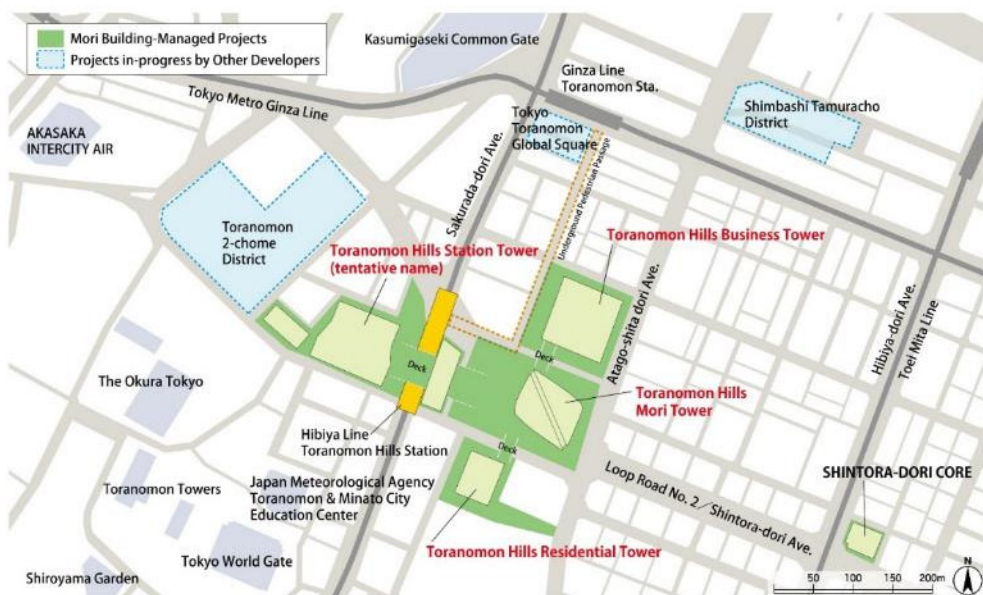 Mori Building-Managed Projects
Projects in-progress by Other Developers
Kasumigaseki Common Gate
Ginza Line
Toranomon Sta.
Tokyo Metro Ginza Line
Tokyo
Toranomon
Global Square
Shimbashi Tamuracho
District
AKASAKA
INTERCITY AIR
Sakurada-dori Ave.
Underground Pedestrian Passage
Toranomon
2-chome
District
Toranomon Hills Station Tower
(tentative name)
Toranomon Hills Business Tower
Atago-shita dori Ave.
Hibiya-dori Ave.
Toei Mita Line
Deck
Deck
The Okura Tokyo
Toranomon Hills
Mori Tower
Hibiya Line
Toranomon Hills Station
Deck
Loop Road No. 2/Shintora-dori Ave.
SHINTORA-DORI CORE
Toranomon Towers
Japan Meteorological Agency
Toranomon & Minato City
Education Center
Toranomon Hills Residential Tower
Tokyo World Gate
Shiroyama Garden
50 100 150 200m
N